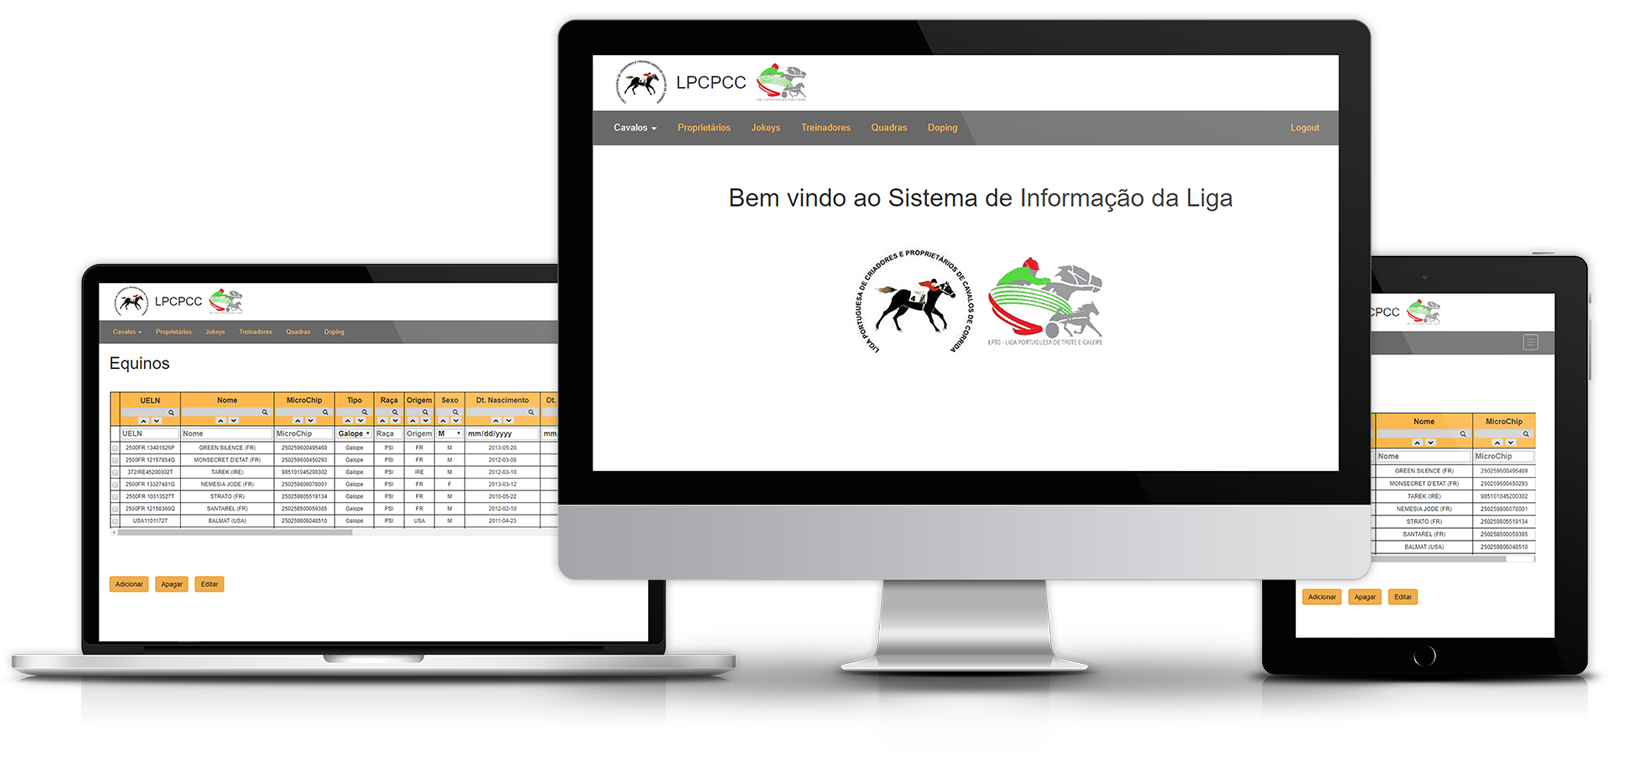 LPCPCC
Cavalos Proprietários Jokeys Treinadores Quadras Doping Logout
Bem vindo ao Sistema de Informação da Liga
LIGA PORTUGUESA DE CRIADORES E PROPRIETÁRIOS DE CAVALOS DE CORRIDA
LPTG - LIGA PORTUGUESA DE TROTE E GALOPE
LPCPCC
Cavalos Proprietários Jokeys Treinadores Quadras Doping
Equinos
UELN Nome MicroChip Tipo Raça Origem Sexo Dt. Nascimento Dt.
UELN Nome MicroChip Galope Raça Origem M mm/dd/yyyy mm.
2500FR 13401626P GREEN SILENCE (FR) 250259600495469 Galope PSI FR M 2013-05-28
2500FR 12157854Q MONSECRET D'ETAT (FR) 250259600450293 Galope PSI FR M 2012-03-06
372IRE45200302T TAREK (IRE) 985101045200302 Galope PSI IRE M 2012-03-10
2500FR 13327481G NEMESIA JODE (FR) 250259806078001 Galope PSI FR F 2013-03-12
2500FR 10313527T STRATO (FR) 250259805519134 Galope PSI FR M 2010-05-22
2500FR 12158360Q SANTAREL (FR) 250258500059385 Galope PSI FR M 2012-02-10
USA11011727 BALMAT (USA) 250259806048510 Galope PSI USA M 2011-04-23
Adicionar Apagar Editar
CPCC
Nome MicroChip
Nome MicroChip
GREEN SILENCE (FR) 250259600495469
MONSECRET D'ETAT (FR) 250259600450293
TAREK (IRE) 985101045200302
NEMESIA JODE (FR) 250259806078001
STRATO (FR) 250259805519134
SANTAREL (FR) 250258500059385
BALMAT (USA) 250259806048510
Adicionar Apagar Editar